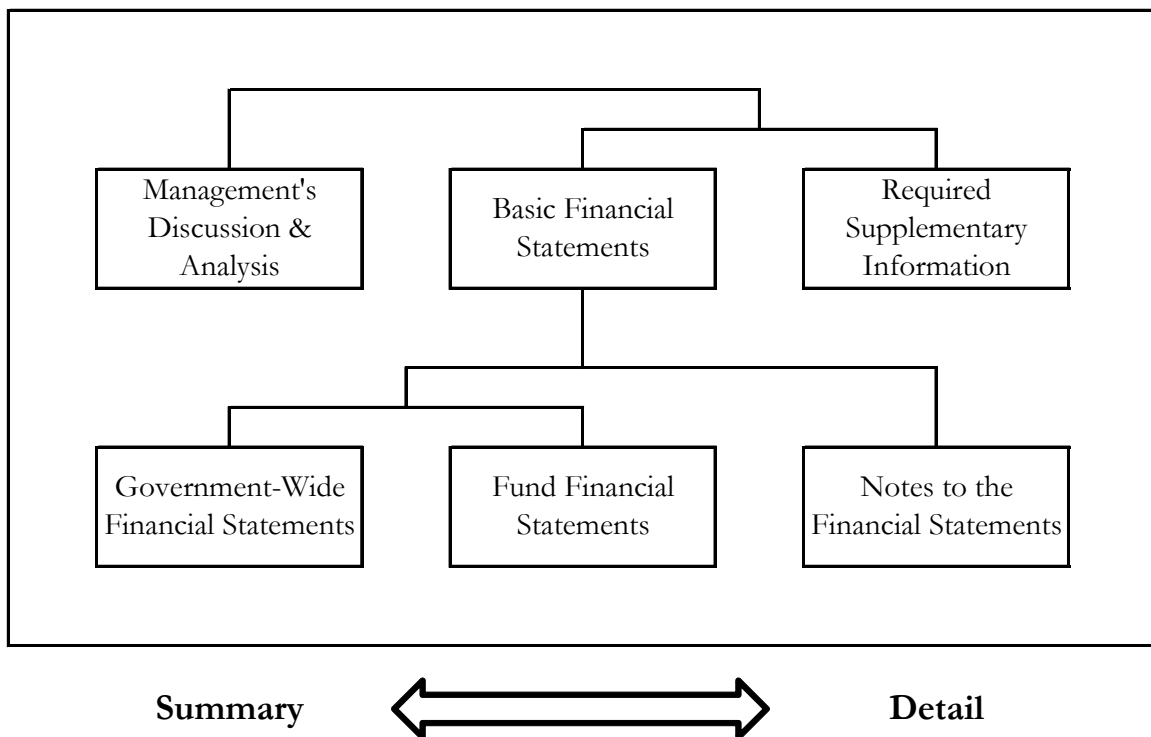 Management's
Discussion &
Analysis
Basic Financial
Statements
Required
Supplementary
Information
Government-Wide
Financial Statements
Fund Financial
Statements
Notes to the
Financial Statements
Summary
Detail